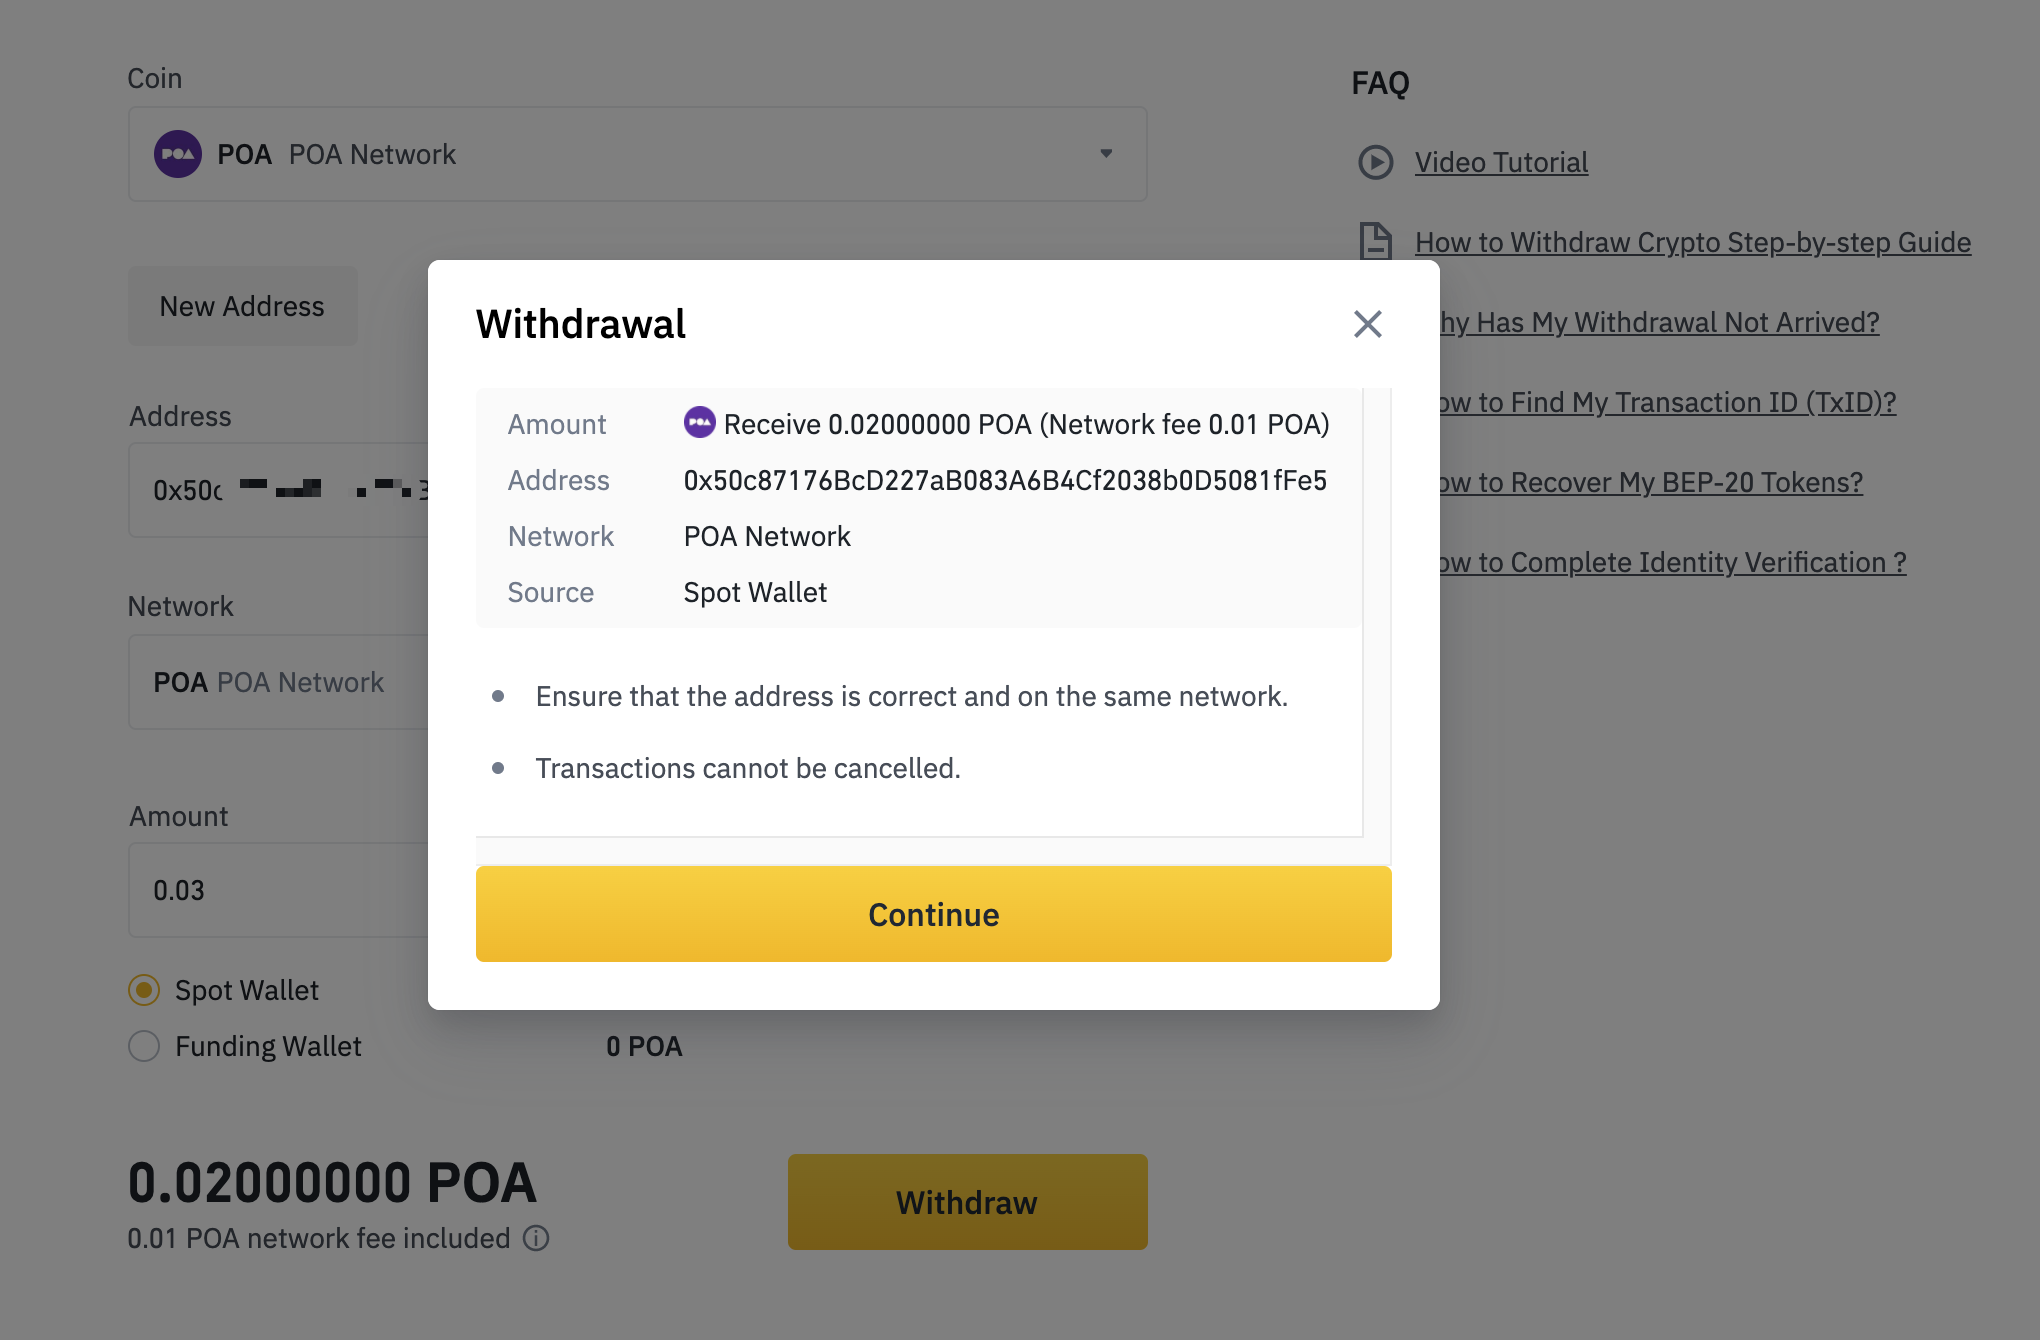 Coin
POA POA POA Network
New Address
Address
0x50c
Network
POA POA Network
Amount
0.03
Spot Wallet
Funding Wallet 0 POA
0.02000000 POA
0.01 POA network fee included
Withdraw
Withdrawal
Amount POA Receive 0.02000000 POA (Network fee 0.01 POA)
Address 0x50c87176BcD227aB083A6B4Cf2038b0D5081fFe5
Network POA Network
Source Spot Wallet
Ensure that the address is correct and on the same network.
Transactions cannot be cancelled.
Continue
FAQ
Video Tutorial
How to Withdraw Crypto Step-by-step Guide
hy Has My Withdrawal Not Arrived?
ow to Find My Transaction ID (TxID)?
ow to Recover My BEP-20 Tokens?
ow to Complete Identity Verification ?